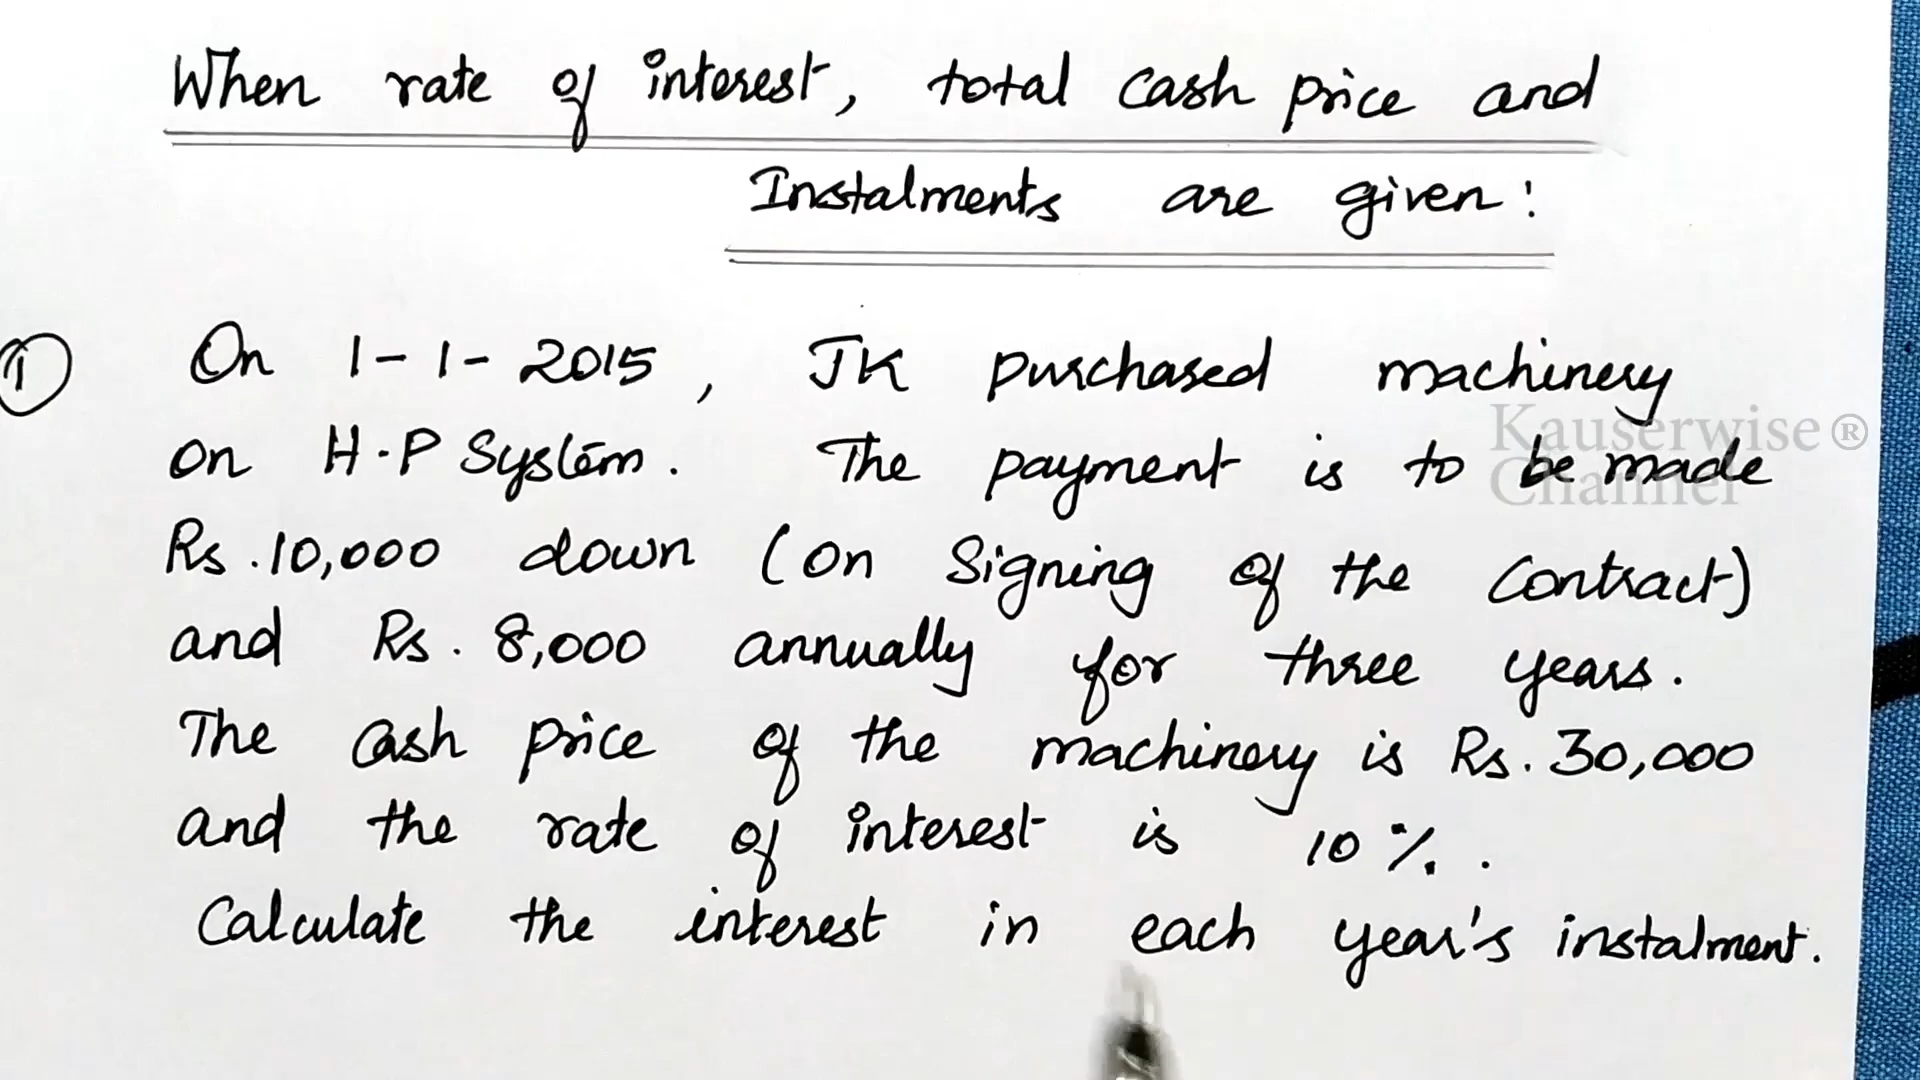 When rate of interest, total cash price and
Instalments are given:
① On 1-1-2015, JK purchased machinery
on H.P System. The payment is to be made
Rs.10,000 down (on Signing of the Contract)
and Rs. 8,000 annually for three years.
The Cash price of the machinery is Rs. 30,000
and the rate of interest is 10%.
Calculate the interest in each year's instalment.
Kauserwise®
Channel